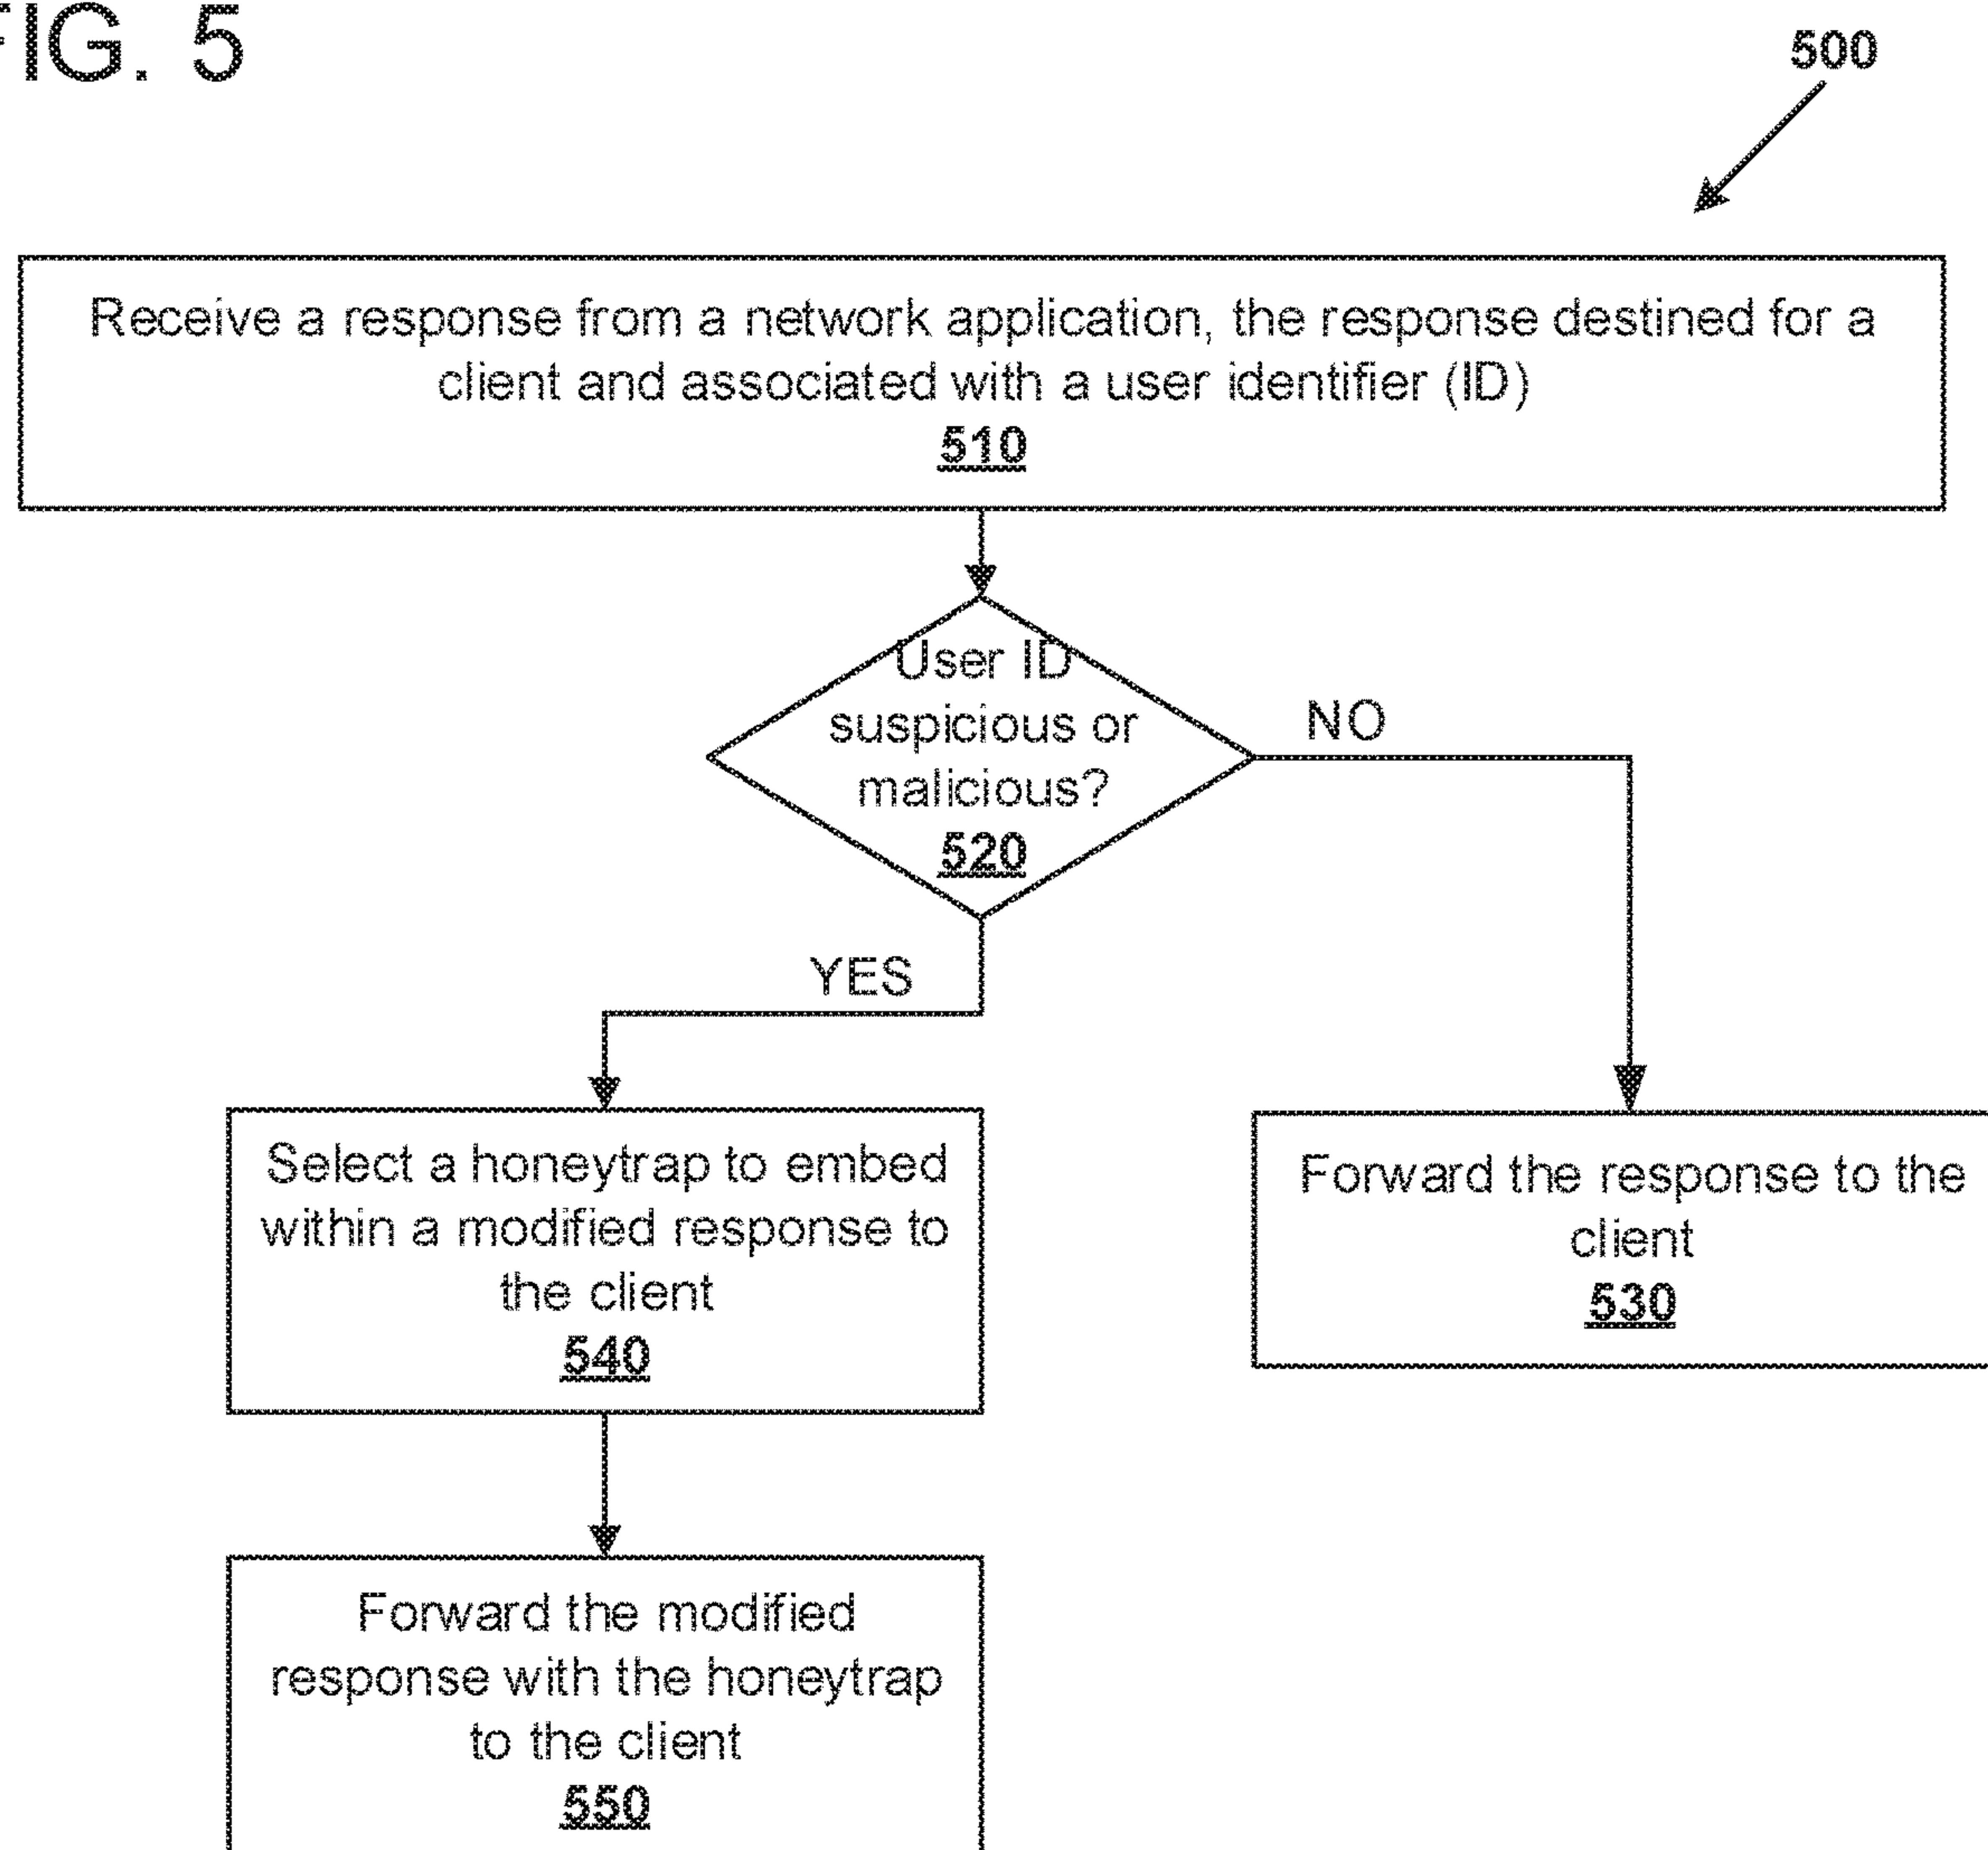 FIG. 5
500
Receive a response from a network application, the response destined for a
client and associated with a user identifier (ID)
510
User ID
suspicious or
malicious?
520
NO
YES
Select a honeytrap to embed
within a modified response to
the client
540
Forward the response to the
client
530
Forward the modified
response with the honeytrap
to the client
550